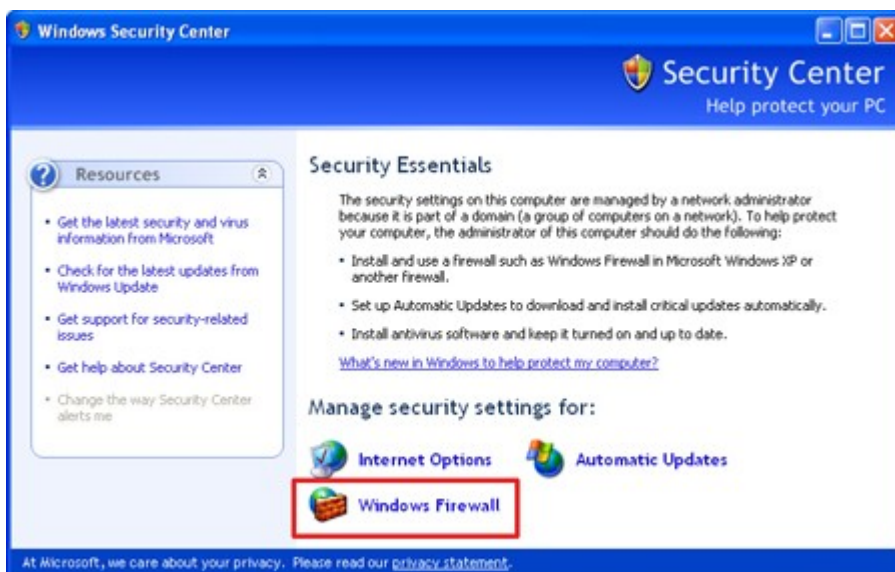 Windows Security Center
Security Center
Help protect your PC
Resources
• Get the latest security and virus
information from Microsoft
• Check for the latest updates from
Windows Update
• Get support for security-related
issues
• Get help about Security Center
• Change the way Security Center
alerts me
Security Essentials
The security settings on this computer are managed by a network administrator
because it is part of a domain (a group of computers on a network). To help protect
your computer, the administrator of this computer should do the following:
• Install and use a firewall such as Windows Firewall in Microsoft Windows XP or
another firewall.
• Set up Automatic Updates to download and install critical updates automatically.
• Install antivirus software and keep it turned on and up to date.
What's new in Windows to help protect my computer?
Manage security settings for:
Internet Options
Automatic Updates
Windows Firewall
At Microsoft, we care about your privacy. Please read our privacy statement.